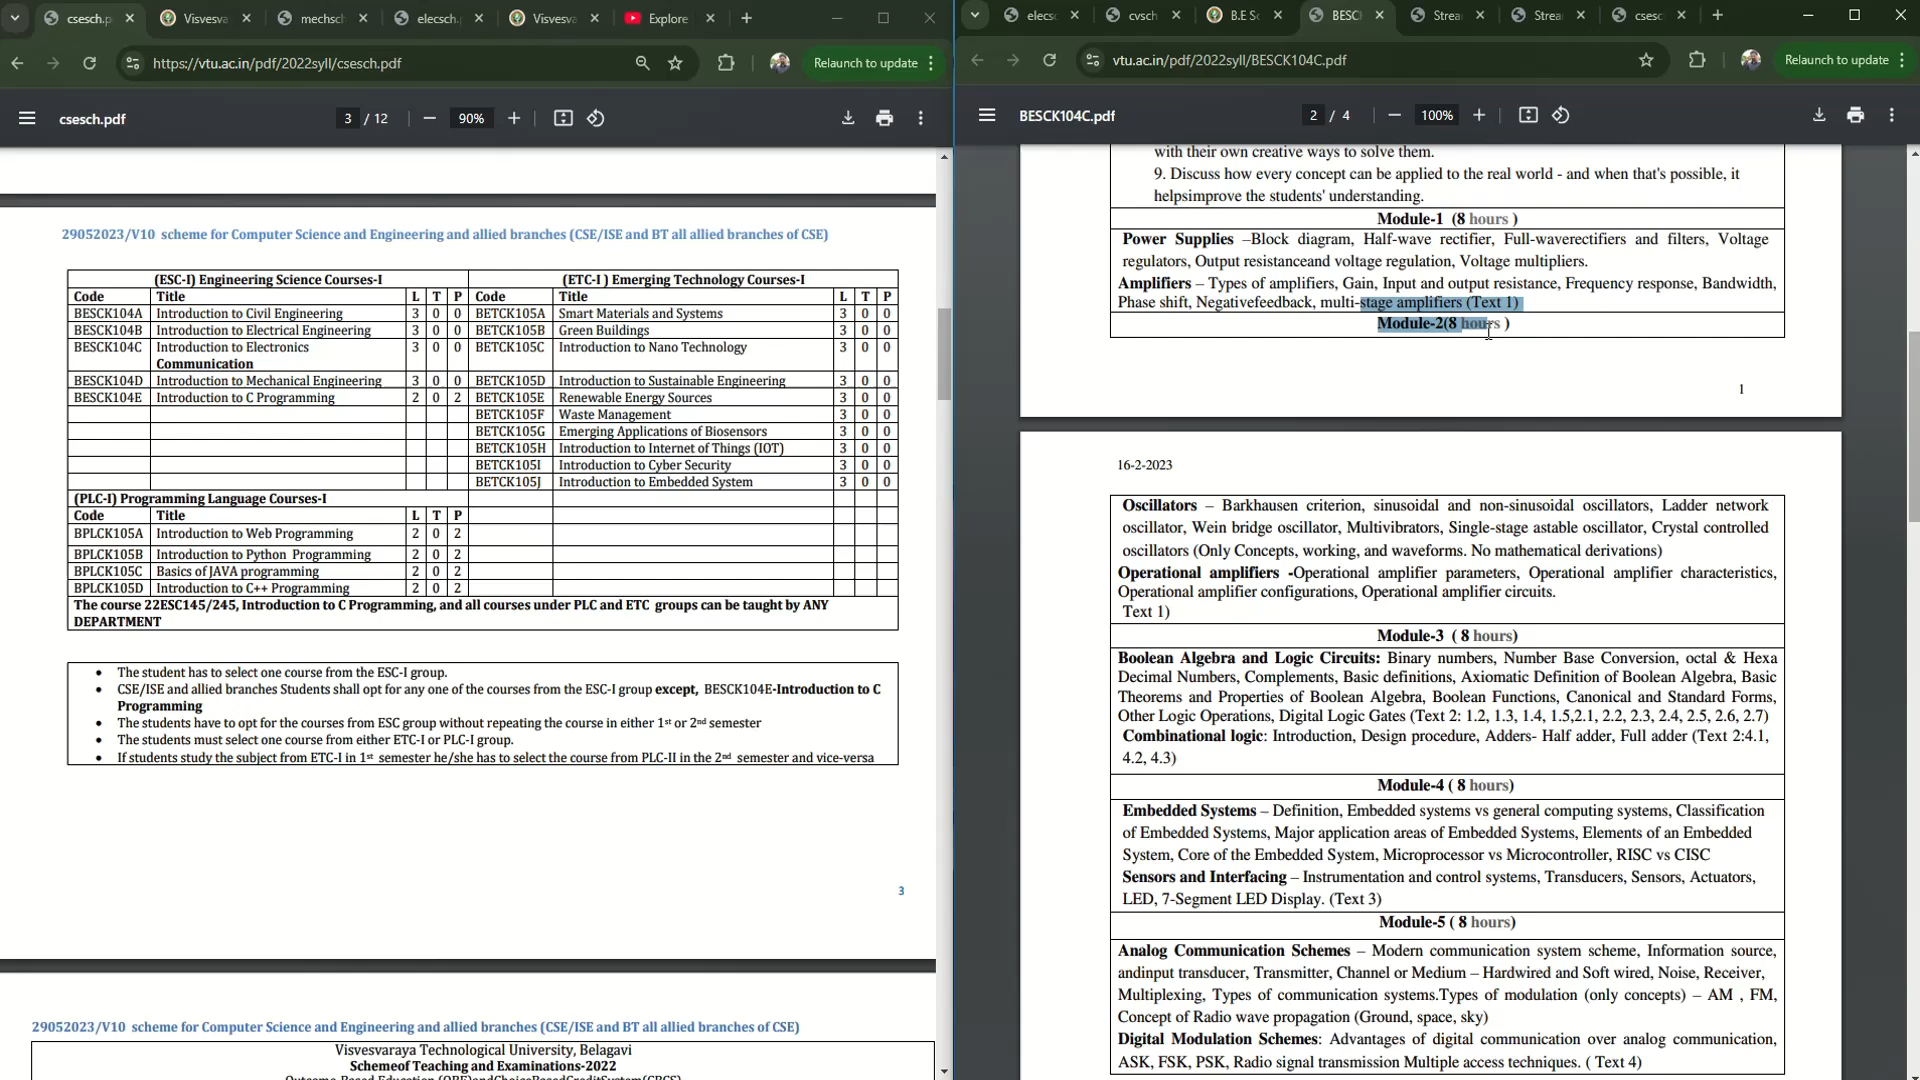 csesch.p
Visvesva
mechsch
elecsch.
Visvesva
Explore
https://vtu.ac.in/pdf/2022syll/csesch.pdf
Relaunch to update
csesch.pdf
3 / 12
90%
29052023/V10 scheme for Computer Science and Engineering and allied branches (CSE/ISE and BT all allied branches of CSE)
(ESC-I) Engineering Science Courses-I (ETC-I ) Emerging Technology Courses-I
Code Title L T P Code Title L T P
BESCK104A Introduction to Civil Engineering 3 0 0 BETCK105A Smart Materials and Systems 3 0 0
BESCK104B Introduction to Electrical Engineering 3 0 0 BETCK105B Green Buildings 3 0 0
BESCK104C Introduction to Electronics 3 0 0 BETCK105C Introduction to Nano Technology 3 0 0
Communication
BESCK104D Introduction to Mechanical Engineering 3 0 0 BETCK105D Introduction to Sustainable Engineering 3 0 0
BESCK104E Introduction to C Programming 2 0 2 BETCK105E Renewable Energy Sources 3 0 0
BETCK105F Waste Management 3 0 0
BETCK105G Emerging Applications of Biosensors 3 0 0
BETCK105H Introduction to Internet of Things (IOT) 3 0 0
BETCK105I Introduction to Cyber Security 3 0 0
BETCK105J Introduction to Embedded System 3 0 0
(PLC-I) Programming Language Courses-I
Code Title L T P
BPLCK105A Introduction to Web Programming 2 0 2
BPLCK105B Introduction to Python Programming 2 0 2
BPLCK105C Basics of JAVA programming 2 0 2
BPLCK105D Introduction to C++ Programming 2 0 2
The course 22ESC145/245, Introduction to C Programming, and all courses under PLC and ETC groups can be taught by ANY
DEPARTMENT
• The student has to select one course from the ESC-I group.
• CSE/ISE and allied branches Students shall opt for any one of the courses from the ESC-I group except, BESCK104E-Introduction to C
Programming
• The students have to opt for the courses from ESC group without repeating the course in either 1st or 2nd semester
• The students must select one course from either ETC-I or PLC-I group.
• If students study the subject from ETC-I in 1st semester he/she has to select the course from PLC-II in the 2nd semester and vice-versa
3
29052023/V10 scheme for Computer Science and Engineering and allied branches (CSE/ISE and BT all allied branches of CSE)
Visvesvaraya Technological University, Belagavi
Schemeof Teaching and Examinations-2022
Outcome-Based Education (OBE)andChoiceBasedCreditSystem(CBCS)
elecsc
cvsch
B.E Sc
BESCK
Strea
Strea
csesc
vtu.ac.in/pdf/2022syll/BESCK104C.pdf
Relaunch to update
BESCK104C.pdf
2 / 4
100%
with their own creative ways to solve them.
9. Discuss how every concept can be applied to the real world - and when that's possible, it
helpsimprove the students' understanding.
Module-1 (8 hours )
Power Supplies –Block diagram, Half-wave rectifier, Full-waverectifiers and filters, Voltage
regulators, Output resistanceand voltage regulation, Voltage multipliers.
Amplifiers – Types of amplifiers, Gain, Input and output resistance, Frequency response, Bandwidth,
Phase shift, Negativefeedback, multi-stage amplifiers (Text 1)
Module-2(8 hours )
1
16-2-2023
Oscillators – Barkhausen criterion, sinusoidal and non-sinusoidal oscillators, Ladder network
oscillator, Wein bridge oscillator, Multivibrators, Single-stage astable oscillator, Crystal controlled
oscillators (Only Concepts, working, and waveforms. No mathematical derivations)
Operational amplifiers -Operational amplifier parameters, Operational amplifier characteristics,
Operational amplifier configurations, Operational amplifier circuits.
Text 1)
Module-3 ( 8 hours)
Boolean Algebra and Logic Circuits: Binary numbers, Number Base Conversion, octal & Hexa
Decimal Numbers, Complements, Basic definitions, Axiomatic Definition of Boolean Algebra, Basic
Theorems and Properties of Boolean Algebra, Boolean Functions, Canonical and Standard Forms,
Other Logic Operations, Digital Logic Gates (Text 2: 1.2, 1.3, 1.4, 1.5,2.1, 2.2, 2.3, 2.4, 2.5, 2.6, 2.7)
Combinational logic: Introduction, Design procedure, Adders- Half adder, Full adder (Text 2:4.1,
4.2, 4.3)
Module-4 ( 8 hours)
Embedded Systems – Definition, Embedded systems vs general computing systems, Classification
of Embedded Systems, Major application areas of Embedded Systems, Elements of an Embedded
System, Core of the Embedded System, Microprocessor vs Microcontroller, RISC vs CISC
Sensors and Interfacing – Instrumentation and control systems, Transducers, Sensors, Actuators,
LED, 7-Segment LED Display. (Text 3)
Module-5 ( 8 hours)
Analog Communication Schemes – Modern communication system scheme, Information source,
andinput transducer, Transmitter, Channel or Medium – Hardwired and Soft wired, Noise, Receiver,
Multiplexing, Types of communication systems.Types of modulation (only concepts) – AM , FM,
Concept of Radio wave propagation (Ground, space, sky)
Digital Modulation Schemes: Advantages of digital communication over analog communication,
ASK, FSK, PSK, Radio signal transmission Multiple access techniques. ( Text 4)